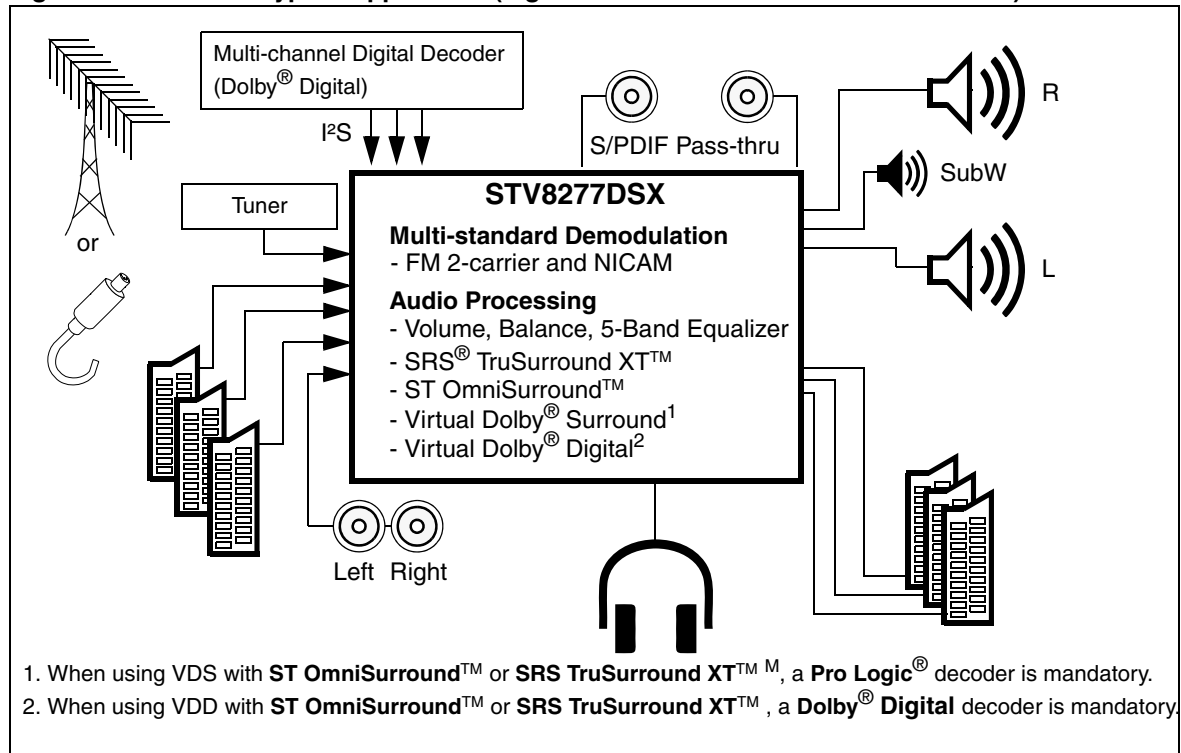 Multi-channel Digital Decoder
(Dolby® Digital)
I²S
S/PDIF Pass-thru
R
SubW
L
Tuner
or
STV8277DSX
Multi-standard Demodulation
- FM 2-carrier and NICAM
Audio Processing
- Volume, Balance, 5-Band Equalizer
- SRS® TruSurround XT™
- ST OmniSurround™
- Virtual Dolby® Surround¹
- Virtual Dolby® Digital²
Left Right
1. When using VDS with ST OmniSurround™ or SRS TruSurround XT™ M, a Pro Logic® decoder is mandatory.
2. When using VDD with ST OmniSurround™ or SRS TruSurround XT™ , a Dolby® Digital decoder is mandatory.